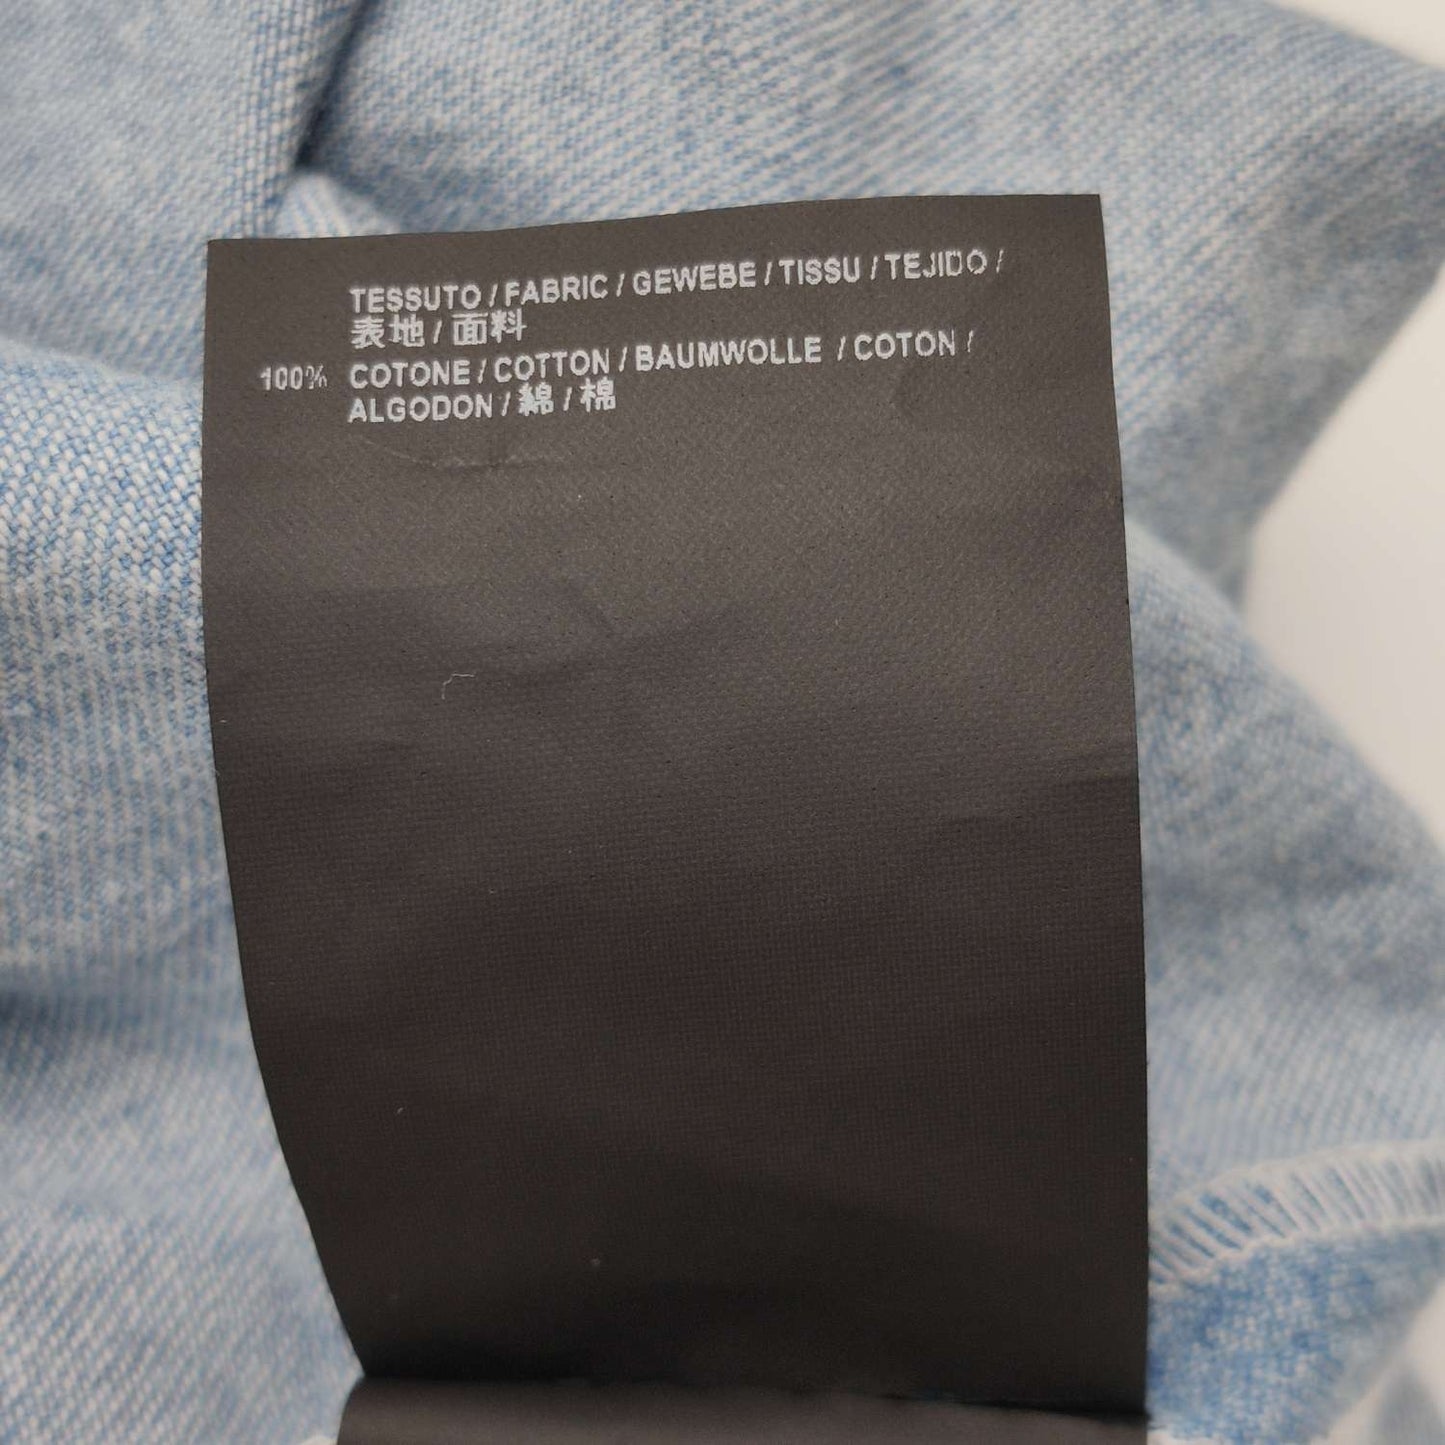 TESSUTO / FABRIC / GEWEBE / TISSU / TEJIDO /
表地 / 面料
100% COTONE / COTTON / BAUMWOLLE / COTON /
ALGODON / 綿 / 棉